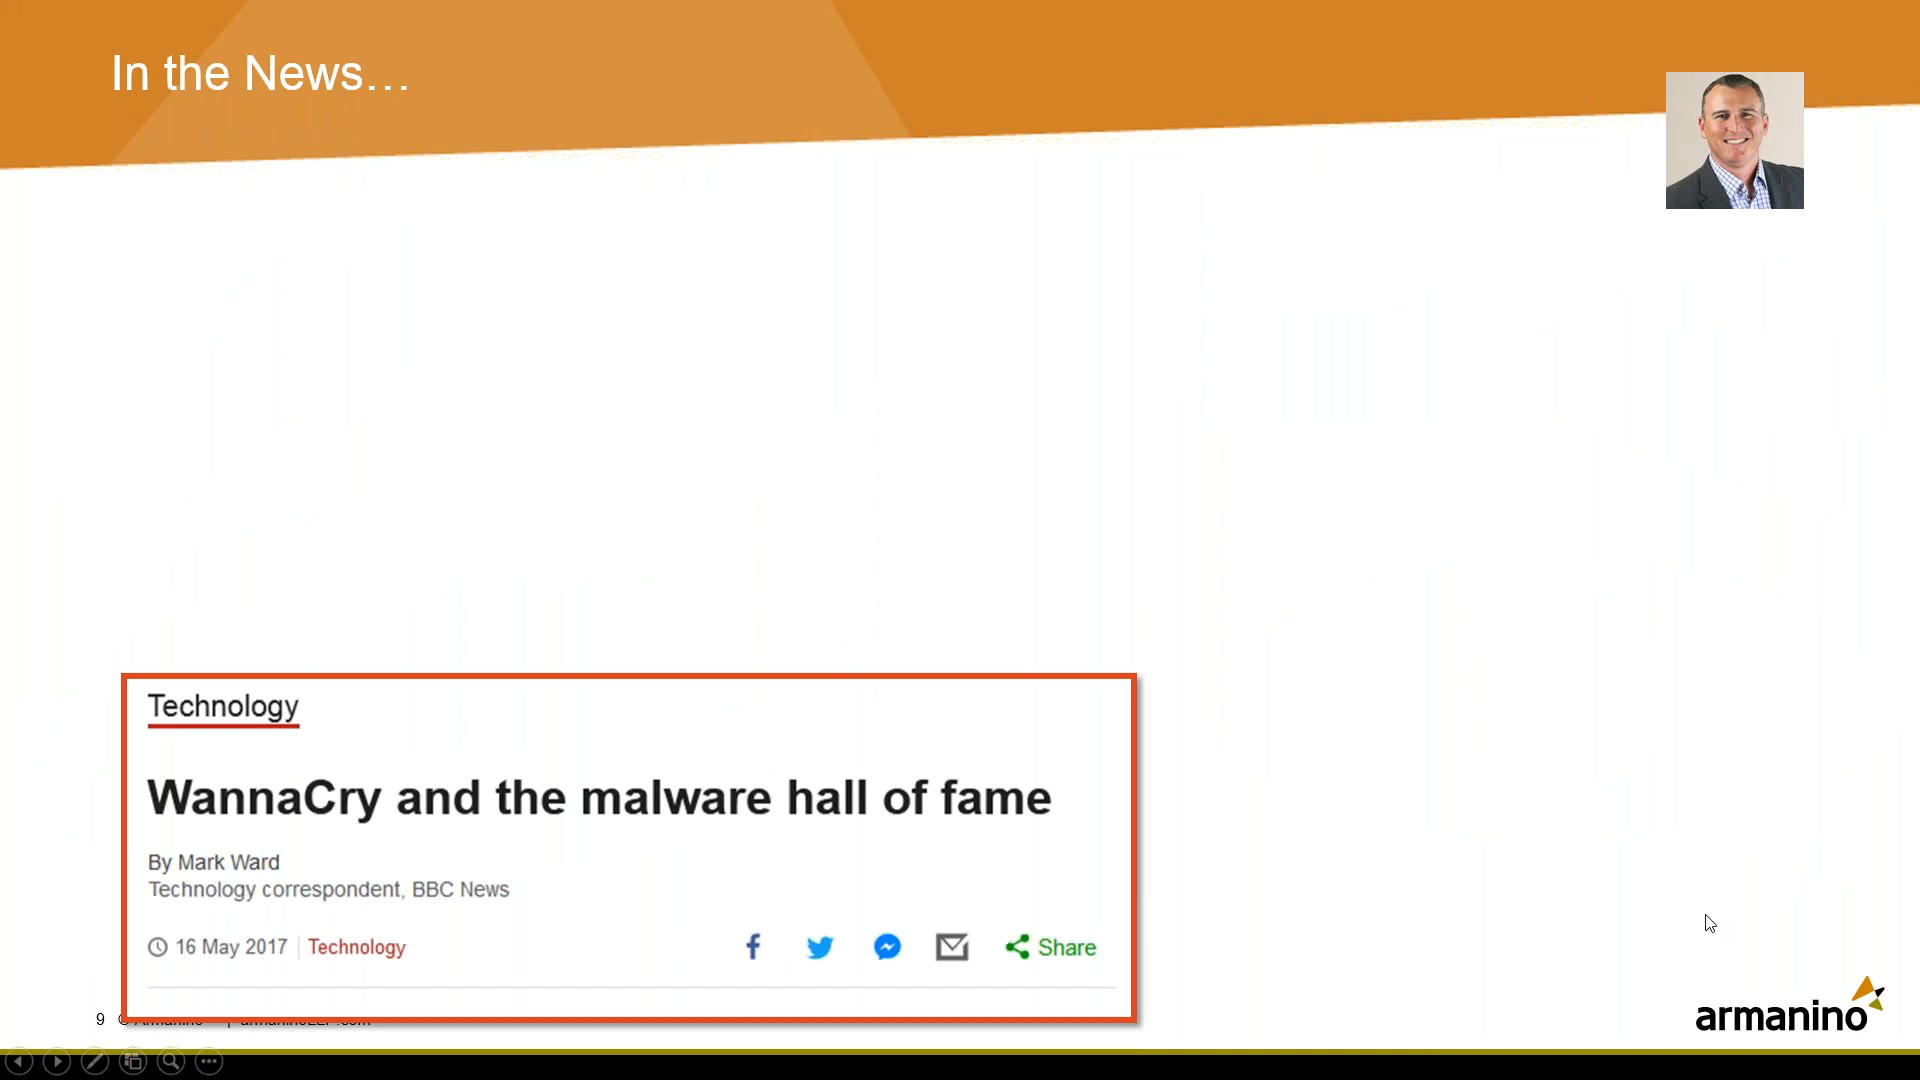 In the News…
Technology
WannaCry and the malware hall of fame
By Mark Ward
Technology correspondent, BBC News
16 May 2017 Technology
Share
9
armanino